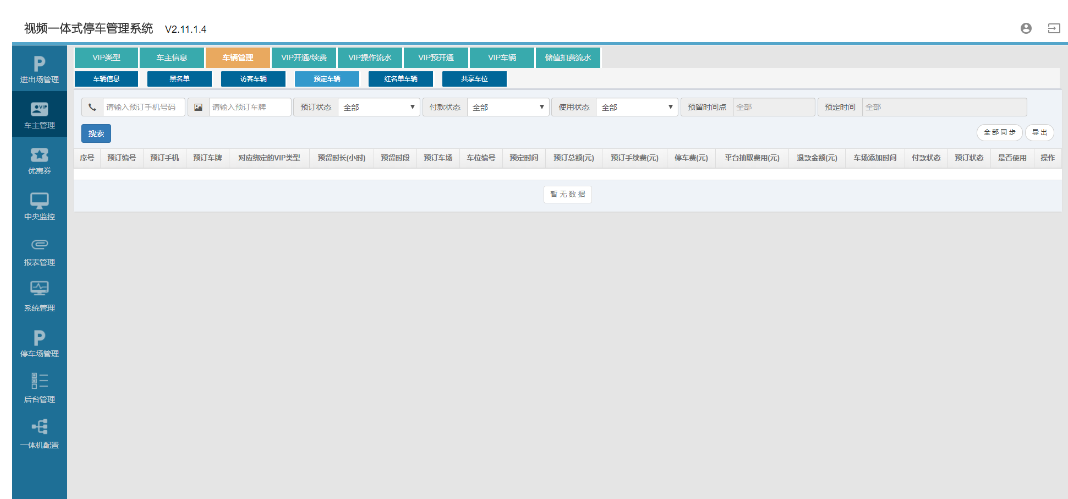 视频一体式停车管理系统 V2.11.1.4
进出场管理
车主管理
优惠券
中央监控
报表管理
系统管理
停车场管理
后台管理
一体机配置
VIP类型 车主信息 车辆管理 VIP开通/续费 VIP操作流水 VIP预开通 VIP车辆 储值扣费流水
车辆信息 黑名单 访客车辆 预定车辆 红名单车辆 共享车位
请输入预订手机号码 请输入预订车牌 预订状态 全部 付款状态 全部 使用状态 全部 预留时间点 全部 预定时间 全部
搜索 全部同步 导出
序号 预订编号 预订手机 预订车牌 对应绑定的VIP类型 预留时长(小时) 预留时段 预订车场 车位编号 预定时间 预订总额(元) 预订手续费(元) 停车费(元) 平台抽取费用(元) 退款金额(元) 车场添加时间 付款状态 预订状态 是否使用 操作
暂无数据